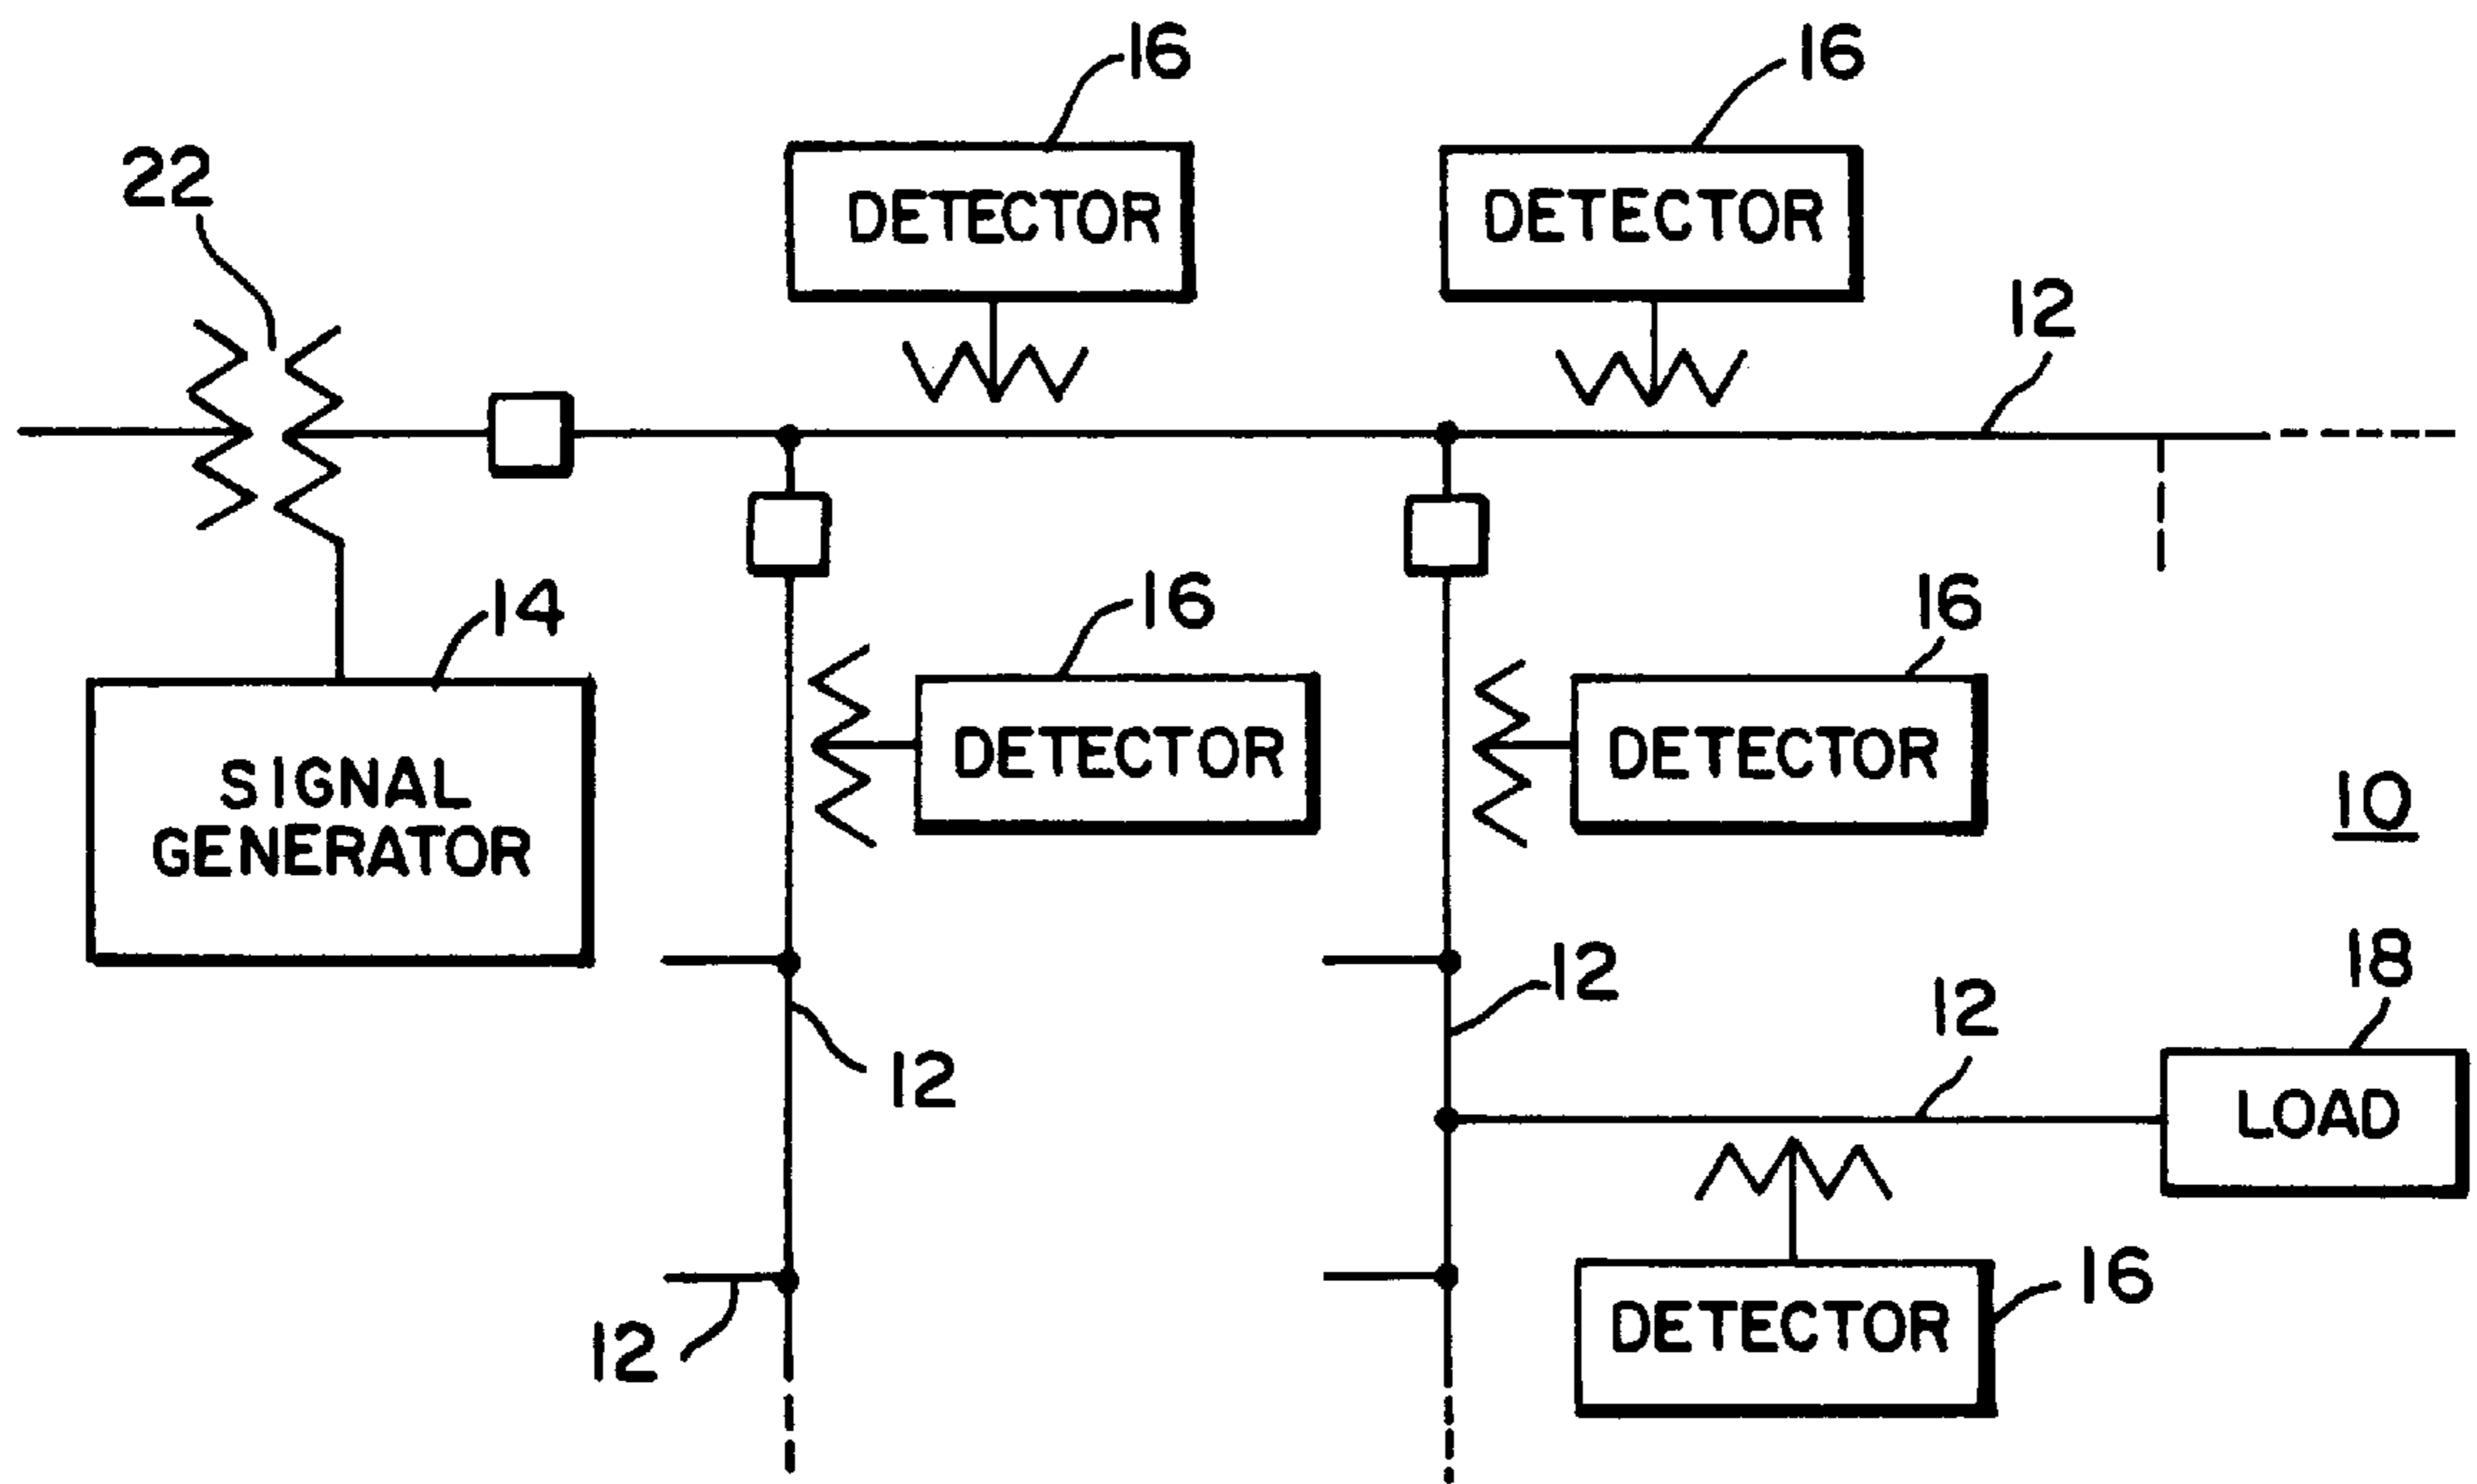 16
16
22
DETECTOR
DETECTOR
12
14
16
16
SIGNAL
GENERATOR
DETECTOR
DETECTOR
10
12
12
18
12
LOAD
12
DETECTOR
16